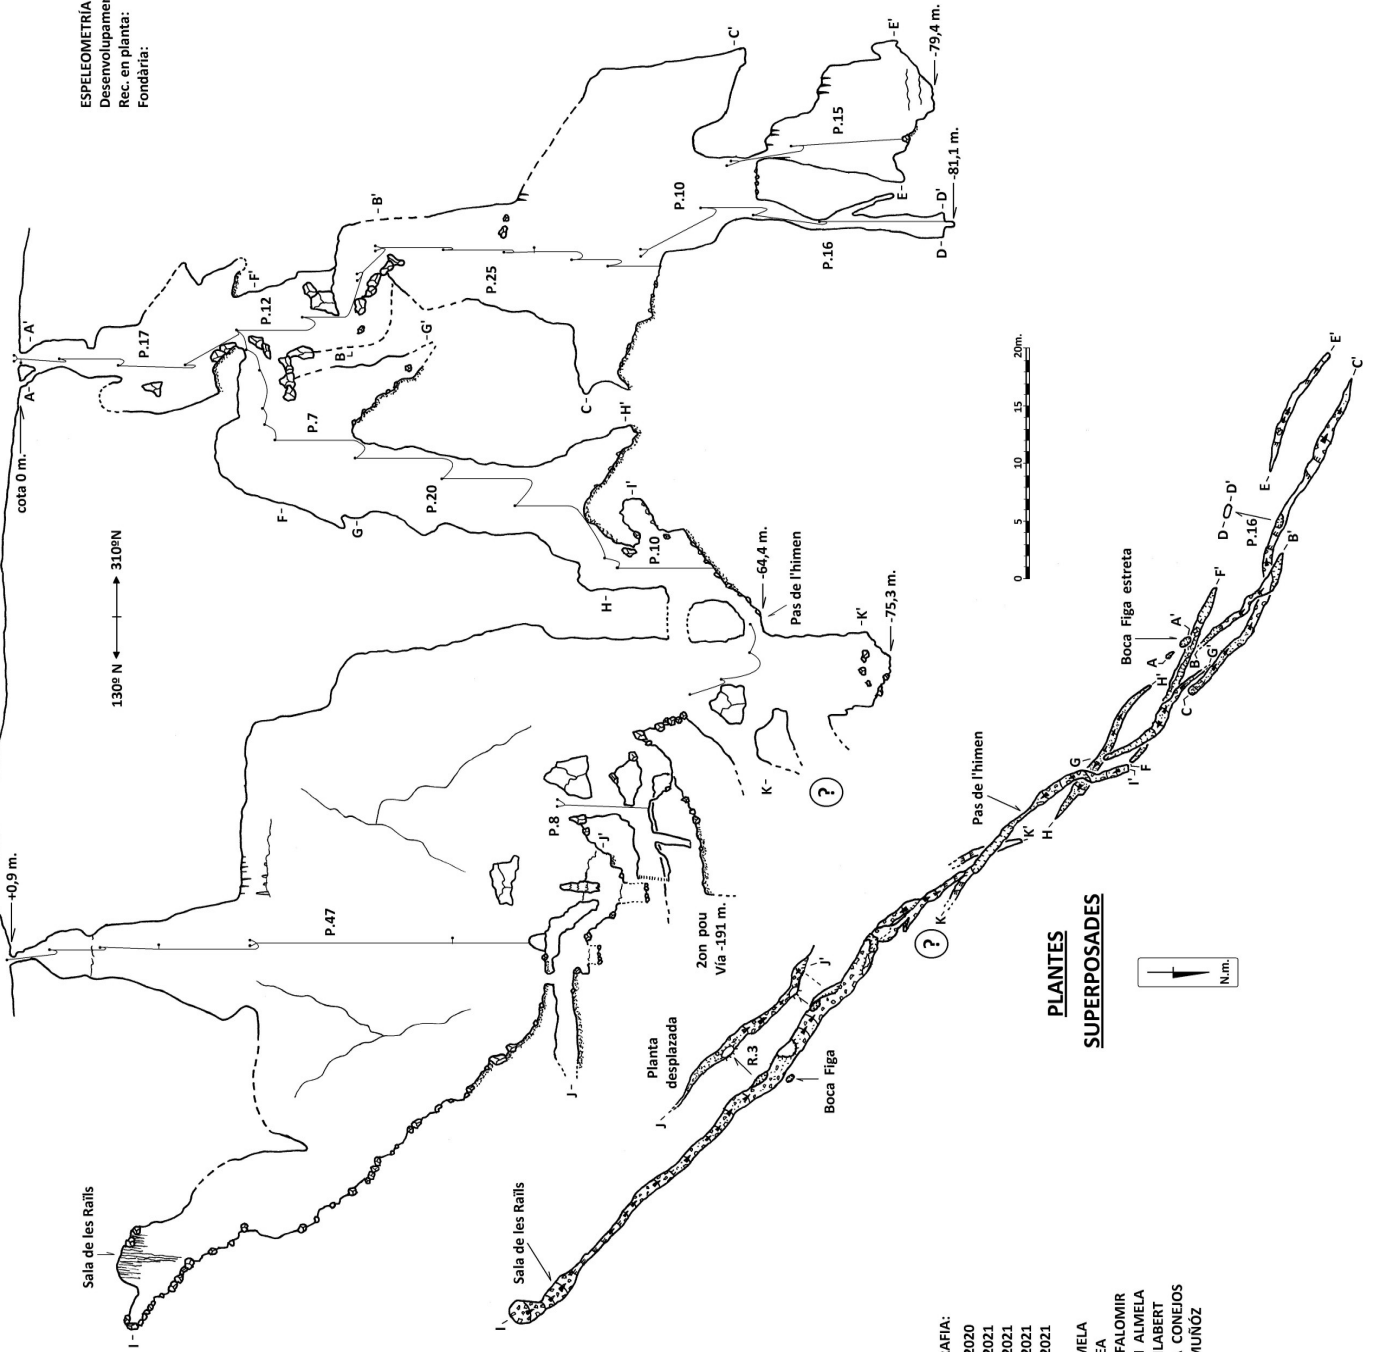 ESPELEOMETRÍA
Desenvolupamen
Rec. en planta:
Fondària:
cota 0 m.
A
A'
+0,9 m.
130º N
310ºN
P.17
F'
P.12
B'
B
G'
P.7
F
G
P.25
P.20
C
C'
H'
I'
H
P.10
P.10
P.15
E'
-79,4 m.
E
D'
-81,1 m.
D
P.16
-64,4 m.
Pas de l'himen
K'
-75,3 m.
K
?
P.47
P.8
J'
J
2on pou
Vía -191 m.
Sala de les Raïls
I
0
5
10
15
20m.
E'
C'
E
D'
D
P.16
B'
F'
Boca Figa estreta
A'
A
B
G'
H'
C
G
F
I'
H
Pas de l'himen
K'
K
?
J'
Planta
desplazada
R.3
J
Boca Figa
Sala de les Raïls
I
PLANTES
SUPERPOSADES
N.m.
AFIA:
2020
2021
2021
2021
2021
MELA
EA
FALOMIR
ALMELA
LABERT
CONEJOS
MUÑÓZ